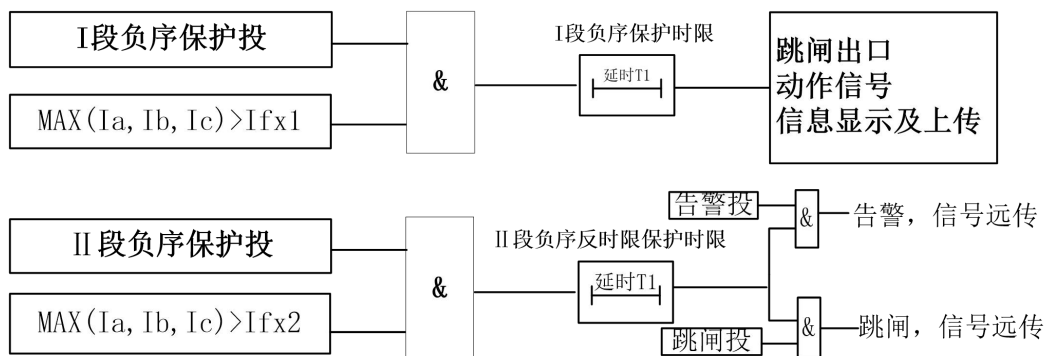 I段负序保护投
I段负序保护时限
&
延时T1
跳闸出口
动作信号
信息显示及上传
MAX(Ia,Ib,Ic)>Ifx1
告警投
&
告警，信号远传
II段负序保护投
II段负序反时限保护时限
&
延时T1
MAX(Ia,Ib,Ic)>Ifx2
跳闸投
&
跳闸，信号远传